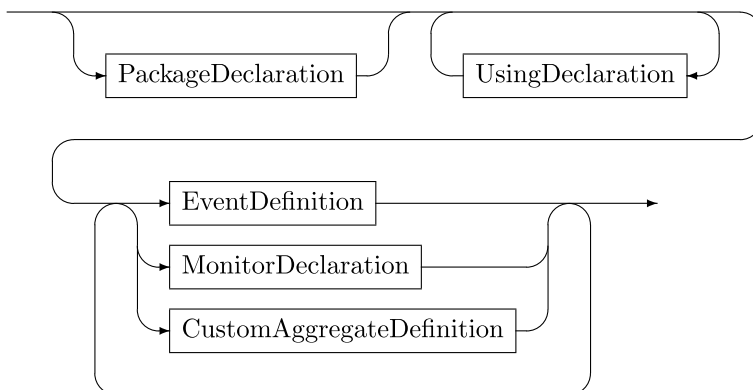 PackageDeclaration UsingDeclaration
EventDefinition
MonitorDeclaration
CustomAggregateDefinition